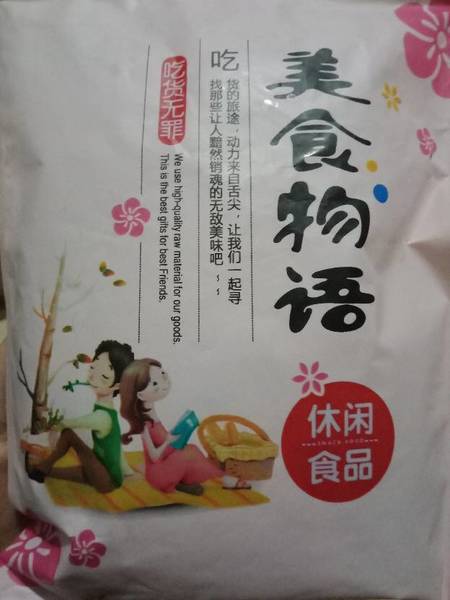 美食物语
吃
货的旅途，动力来自舌尖，让我们一起寻
找那些让人黯然销魂的无敌美味吧～～
吃货无罪
We use high-quality raw material for our goods.
This is the best gifts for best Friends.
休闲
SNACK FOOD
食品